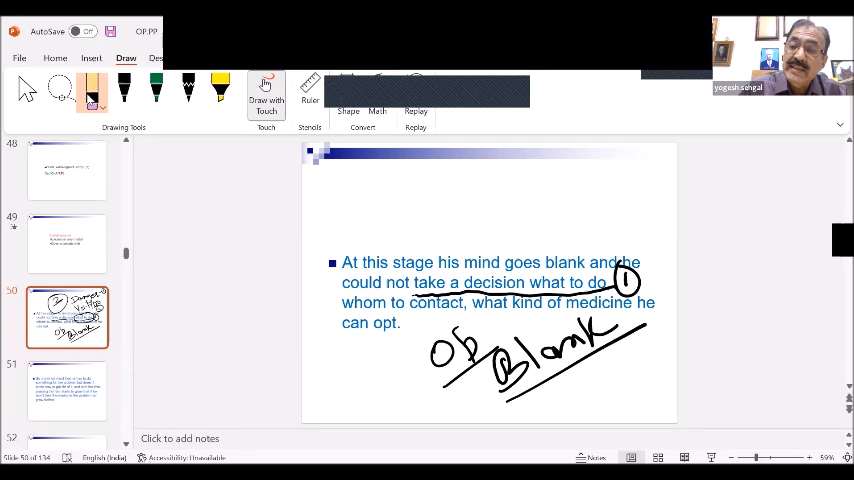 AutoSave Off OP.PP
File Home Insert Draw Des
yogesh sehgal
Draw with Touch Ruler Shape Math Replay
Drawing Tools Touch Stencils Convert Replay
48
49
50
51
52
At this stage his mind goes blank and he
could not take a decision what to do 1
whom to contact, what kind of medicine he
can opt.
Ob
Blank
Click to add notes
Slide 50 of 134 English (India) Accessibility: Unavailable Notes 59%